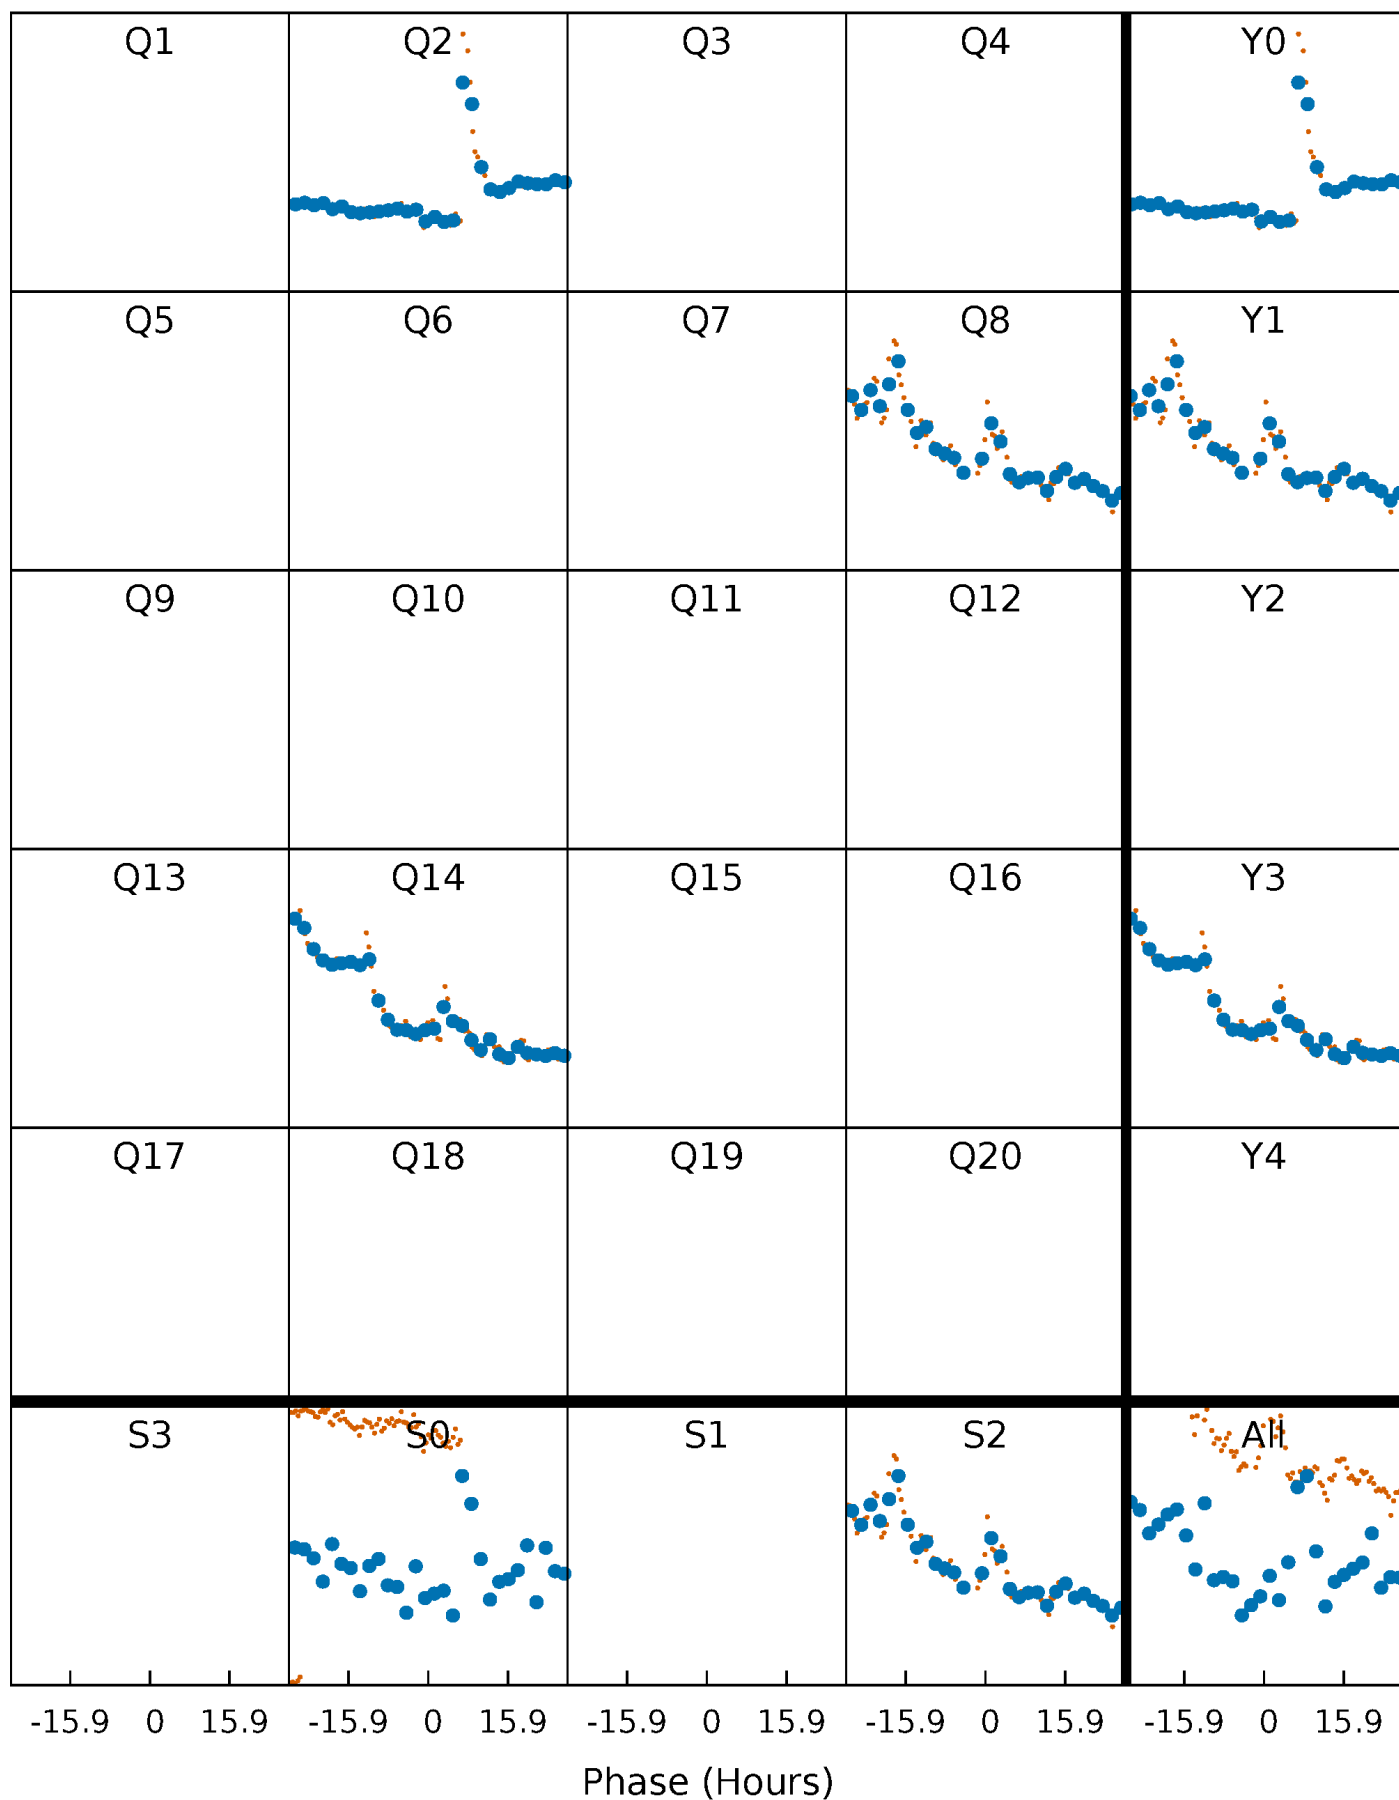 Q1 Q2 Q3 Q4 Y0
Q5 Q6 Q7 Q8 Y1
Q9 Q10 Q11 Q12 Y2
Q13 Q14 Q15 Q16 Y3
Q17 Q18 Q19 Q20 Y4
S3 S0 S1 S2 All
-15.9 0 15.9 -15.9 0 15.9 -15.9 0 15.9 -15.9 0 15.9 -15.9 0 15.9
Phase (Hours)